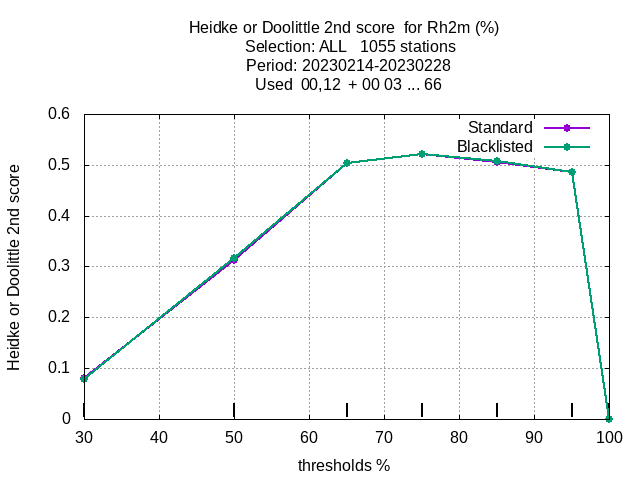 Heidke or Doolittle 2nd score  for Rh2m (%)
Selection: ALL   1055 stations
Period: 20230214-20230228
Used  00,12  + 00 03 ... 66
Standard
Blacklisted
Heidke or Doolittle 2nd score
0.6
0.5
0.4
0.3
0.2
0.1
0
30 40 50 60 70 80 90 100
thresholds %